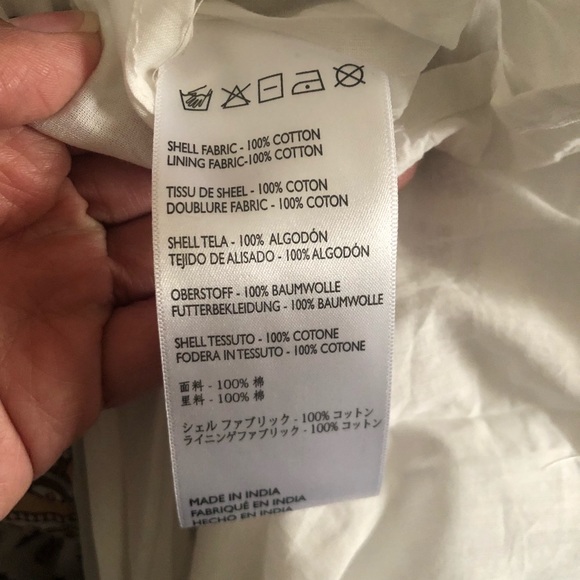 SHELL FABRIC - 100% COTTON
LINING FABRIC-100% COTTON
TISSU DE SHEEL - 100% COTON
DOUBLURE FABRIC - 100% COTON
SHELL TELA - 100% ALGODÓN
TEJIDO DE ALISADO - 100% ALGODÓN
OBERSTOFF - 100% BAUMWOLLE
FUTTERBEKLEIDUNG - 100% BAUMWOLLE
SHELL TESSUTO - 100% COTONE
FODERA IN TESSUTO - 100% COTONE
面料 - 100% 棉
里料 - 100% 棉
シェル ファブリック - 100% コットン
ライニングファブリック - 100% コットン
MADE IN INDIA
FABRIQUÉ EN INDIA
HECHO EN INDIA